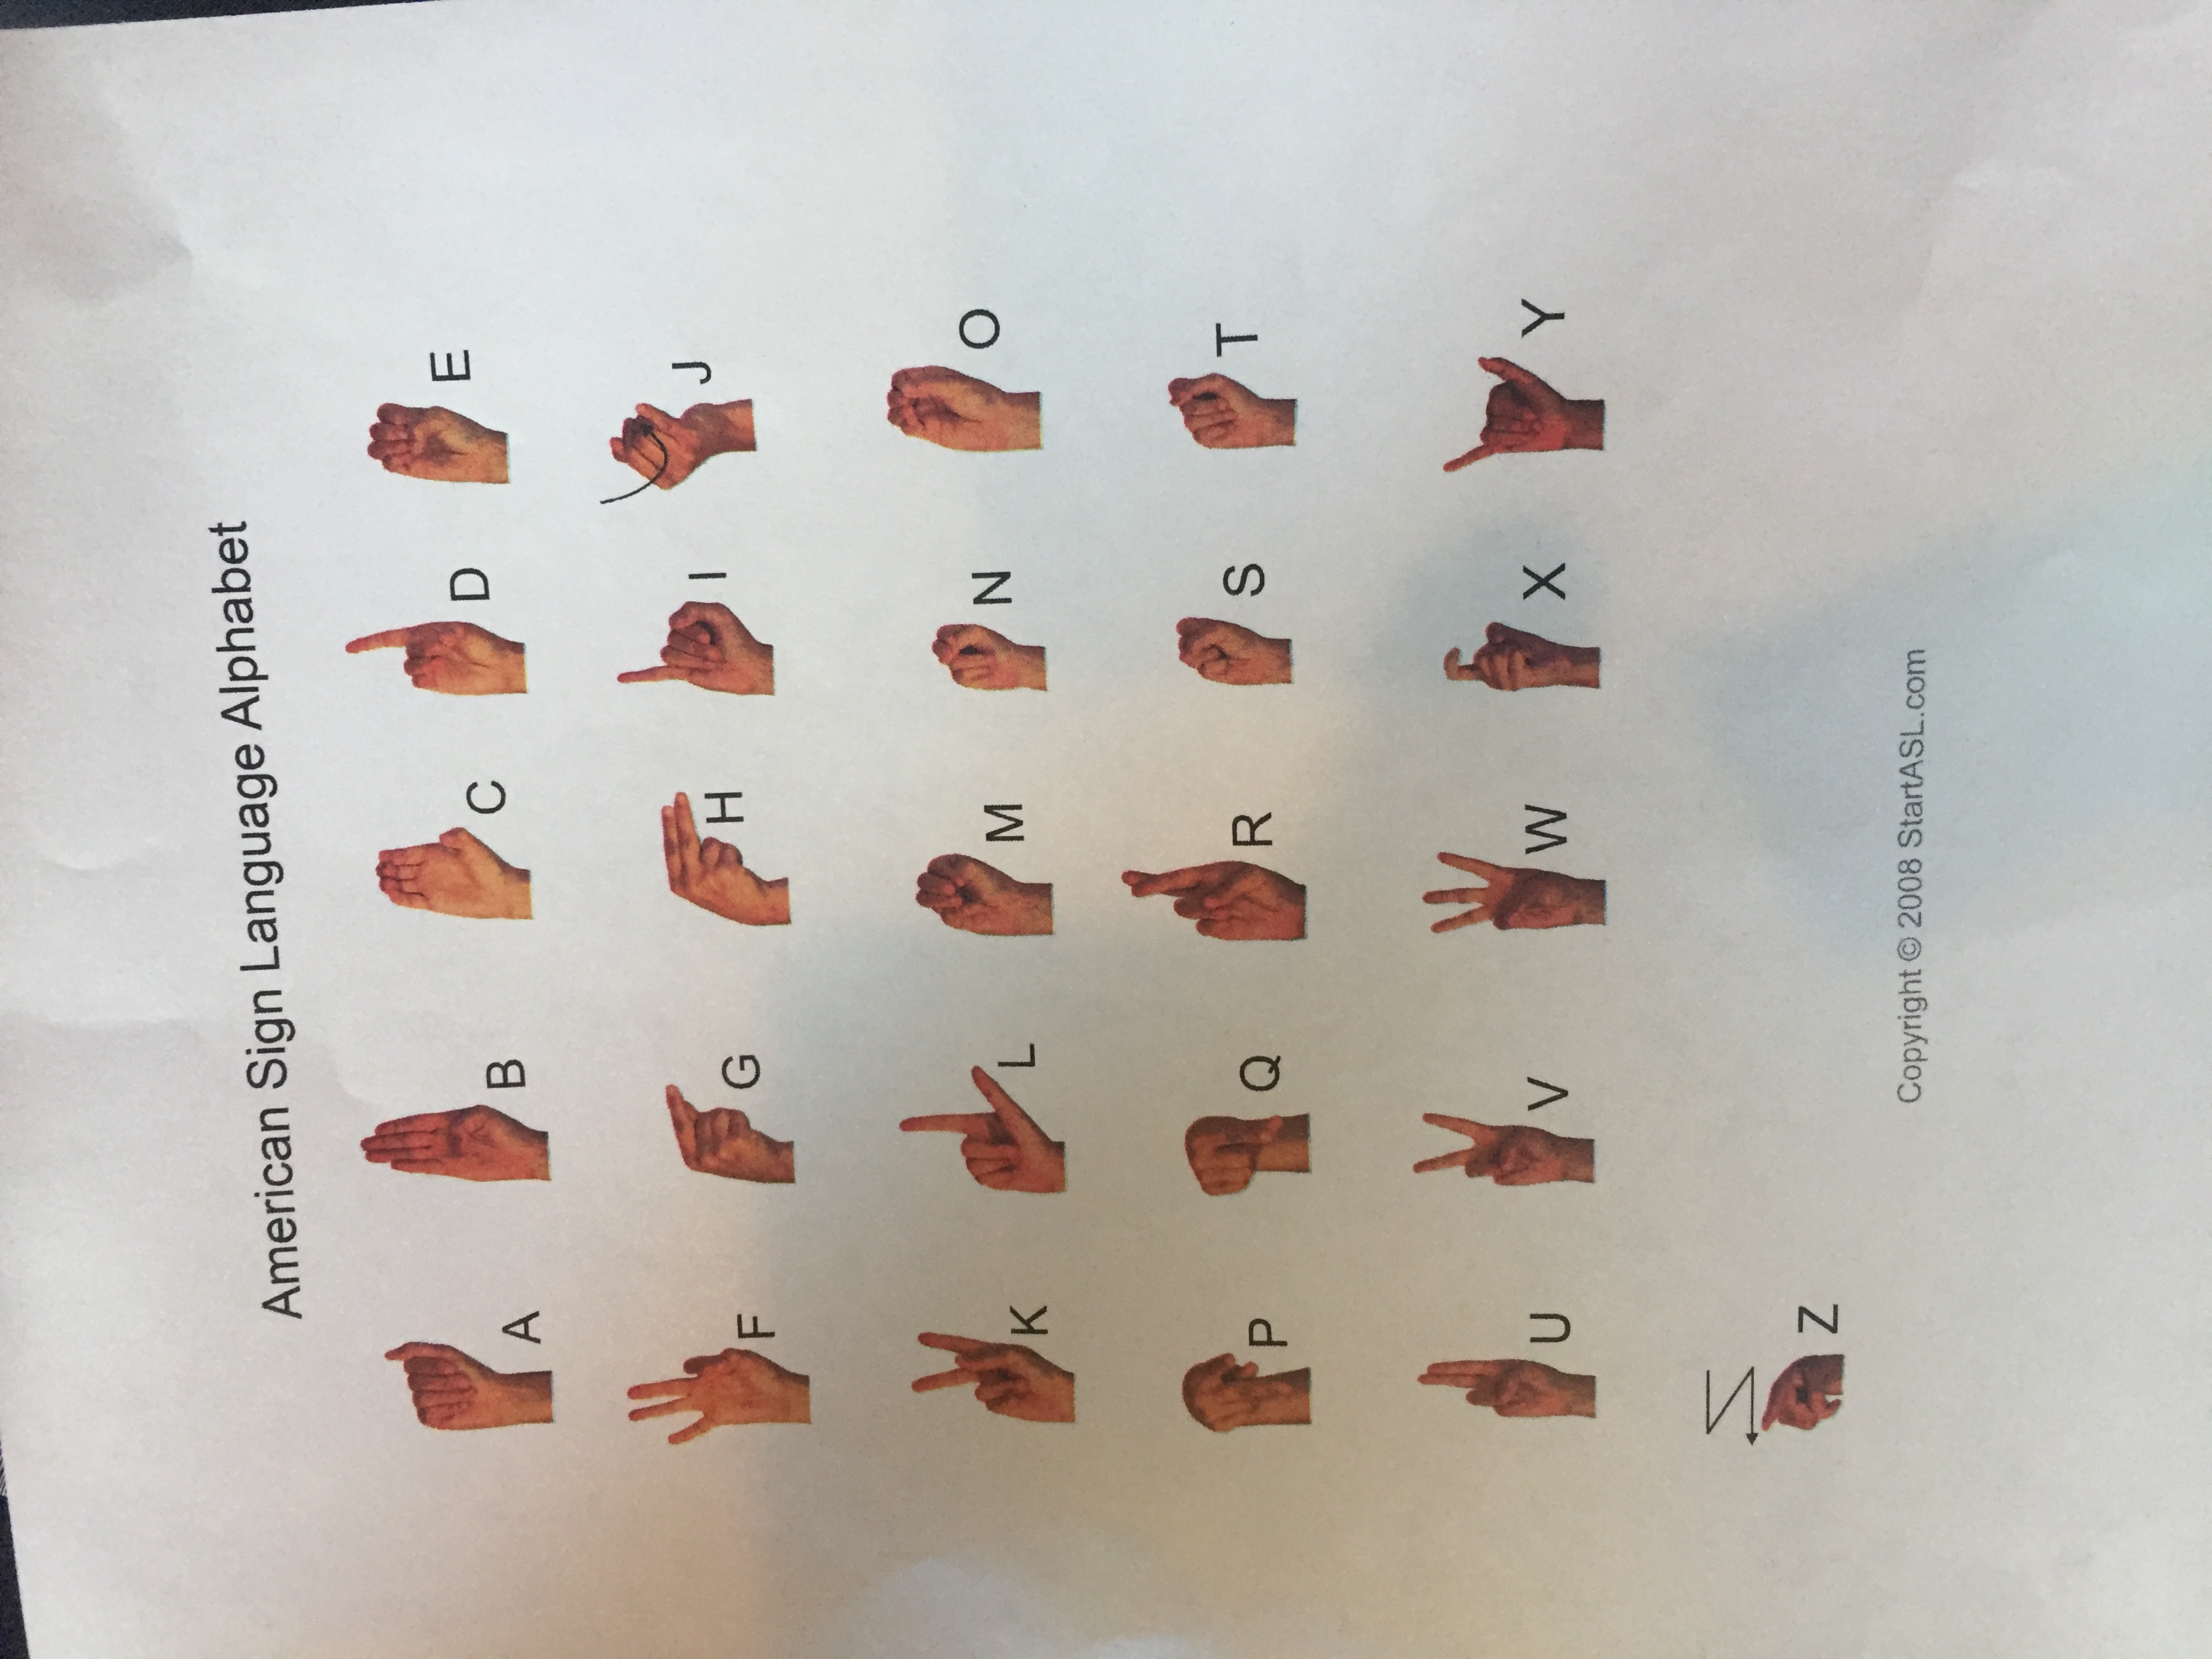 American Sign Language Alphabet
A B C D E
F G H I J
K L M N O
P Q R S T
U V W X Y
Z
Copyright © 2008 StartASL.com